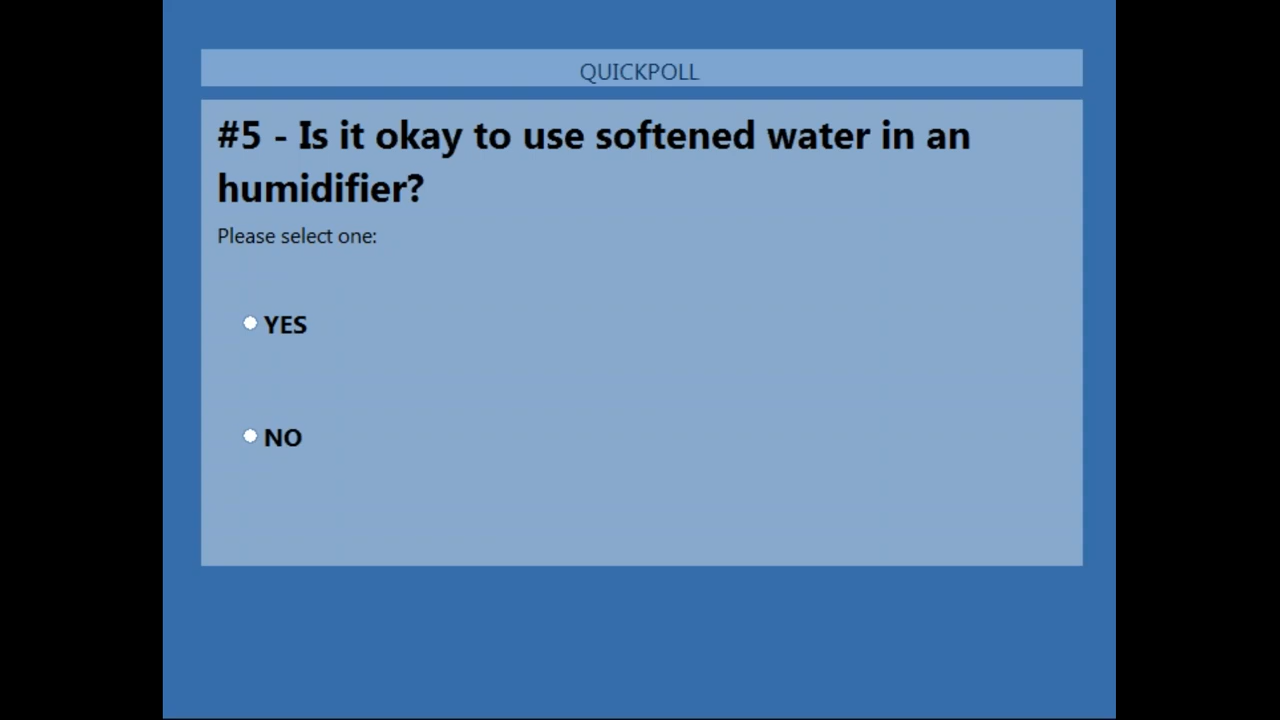 QUICKPOLL
#5 - Is it okay to use softened water in an
humidifier?
Please select one:
YES
NO